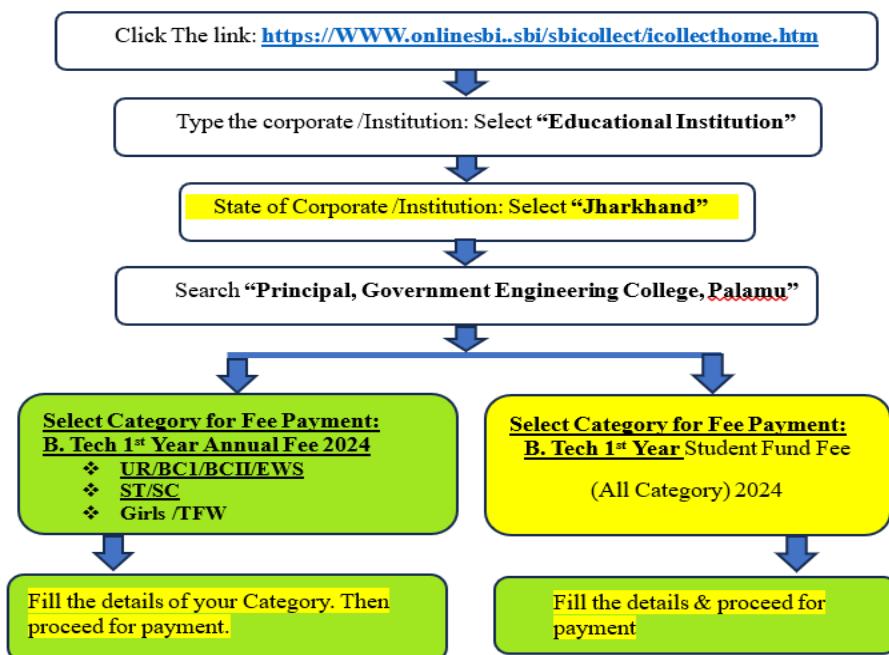 Click The link: https://WWW.onlinesbi..sbi/sbicollect/icollecthome.htm
Type the corporate /Institution: Select “Educational Institution”
State of Corporate /Institution: Select “Jharkhand”
Search “Principal, Government Engineering College, Palamu”
Select Category for Fee Payment:
B. Tech 1st Year Annual Fee 2024
❖ UR/BC1/BCII/EWS
❖ ST/SC
❖ Girls /TFW
Select Category for Fee Payment:
B. Tech 1st Year Student Fund Fee
(All Category) 2024
Fill the details of your Category. Then
proceed for payment.
Fill the details & proceed for
payment